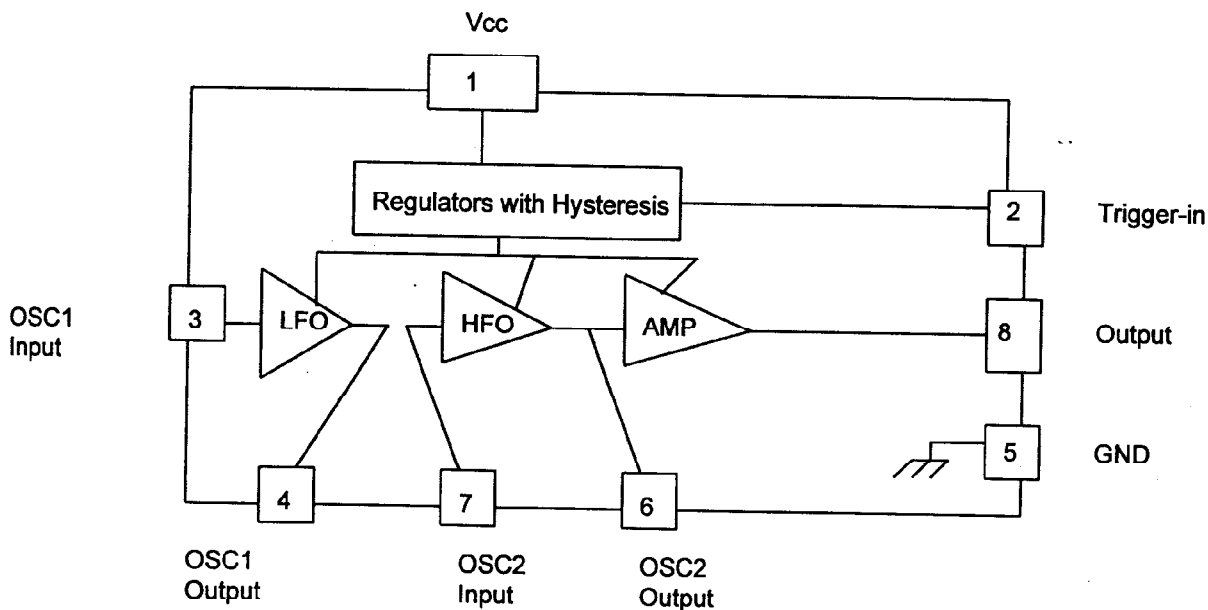 Vcc
1
Regulators with Hysteresis
2
Trigger-in
OSC1
Input
3
LFO
HFO
AMP
8
Output
5
GND
4
7
6
OSC1
Output
OSC2
Input
OSC2
Output